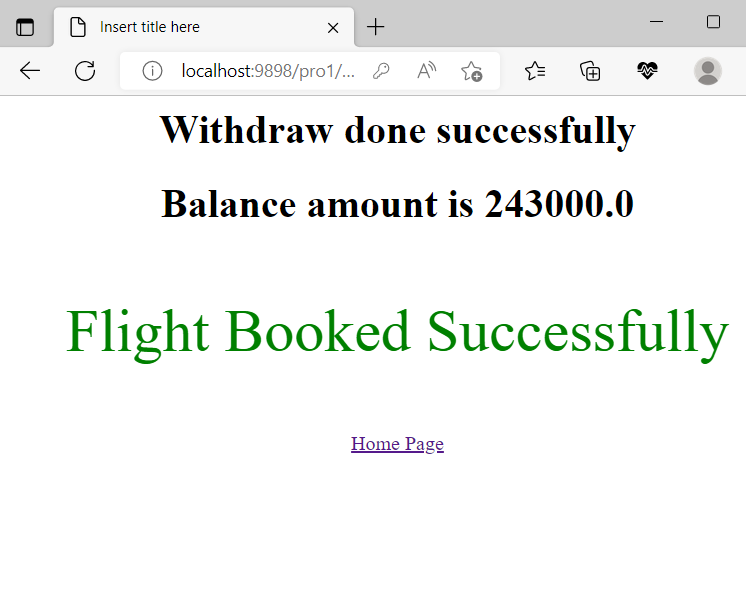 Insert title here
localhost:9898/pro1/...
Withdraw done successfully
Balance amount is 243000.0
Flight Booked Successfully
Home Page